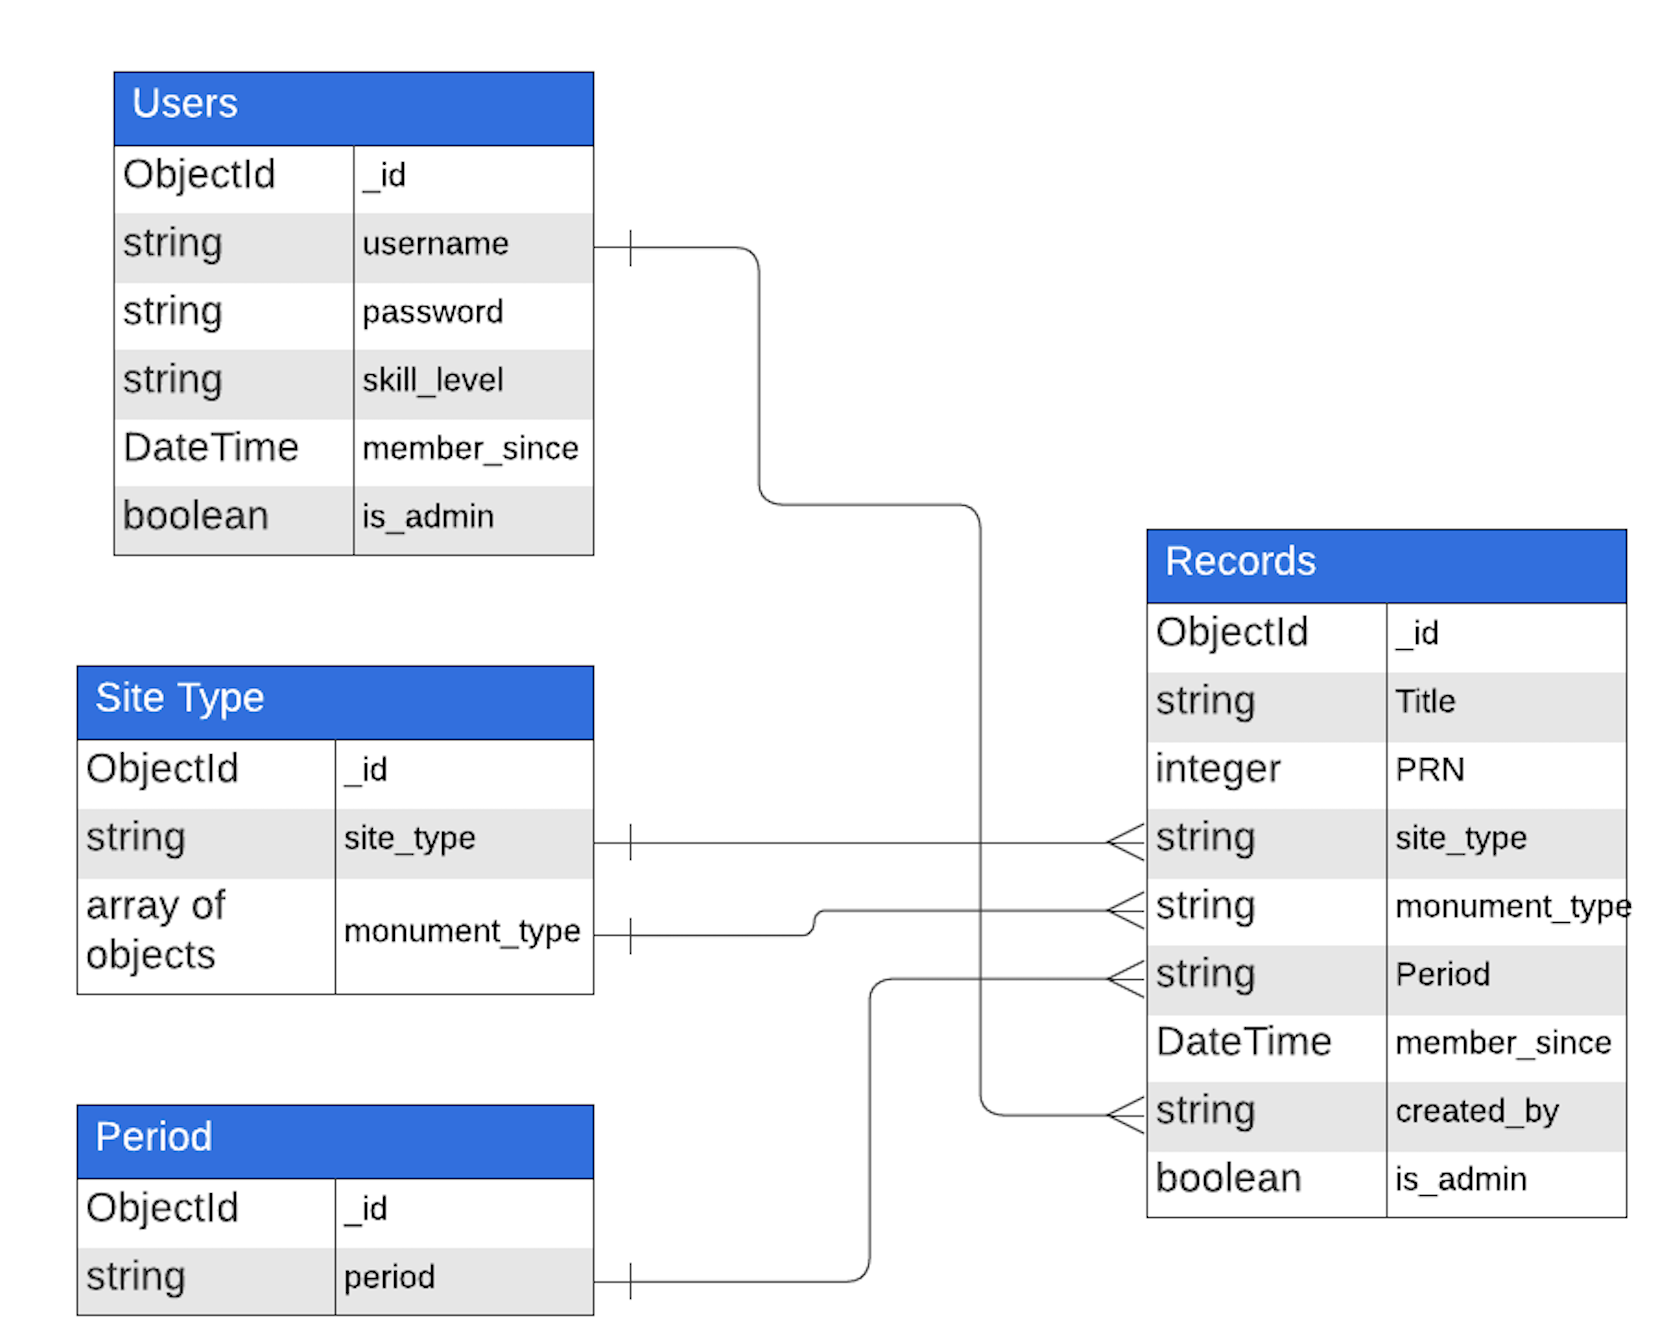 Users
ObjectId _id
string username
string password
string skill_level
DateTime member_since
boolean is_admin
Site Type
ObjectId _id
string site_type
array of
objects
monument_type
Period
ObjectId _id
string period
Records
ObjectId _id
string Title
integer PRN
string site_type
string monument_type
string Period
DateTime member_since
string created_by
boolean is_admin